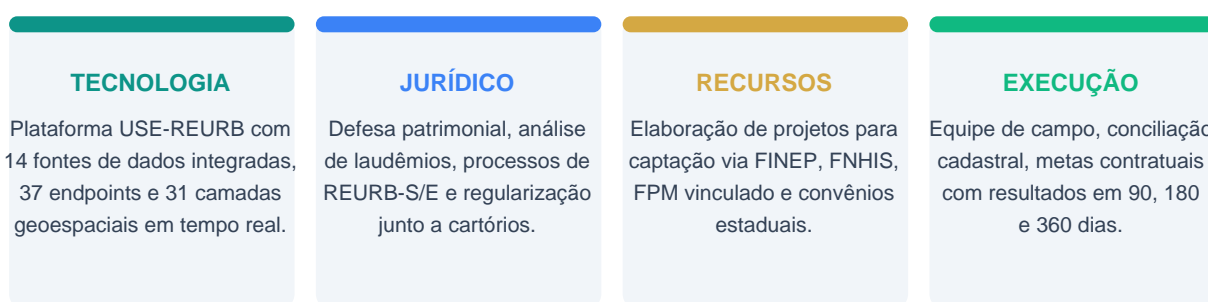 TECNOLOGIA
Plataforma USE-REURB com
14 fontes de dados integradas,
37 endpoints e 31 camadas
geoespaciais em tempo real.
JURÍDICO
Defesa patrimonial, análise
de laudêmios, processos de
REURB-S/E e regularização
junto a cartórios.
RECURSOS
Elaboração de projetos para
captação via FINEP, FNHIS,
FPM vinculado e convênios
estaduais.
EXECUÇÃO
Equipe de campo, conciliação
cadastral, metas contratuais
com resultados em 90, 180
e 360 dias.